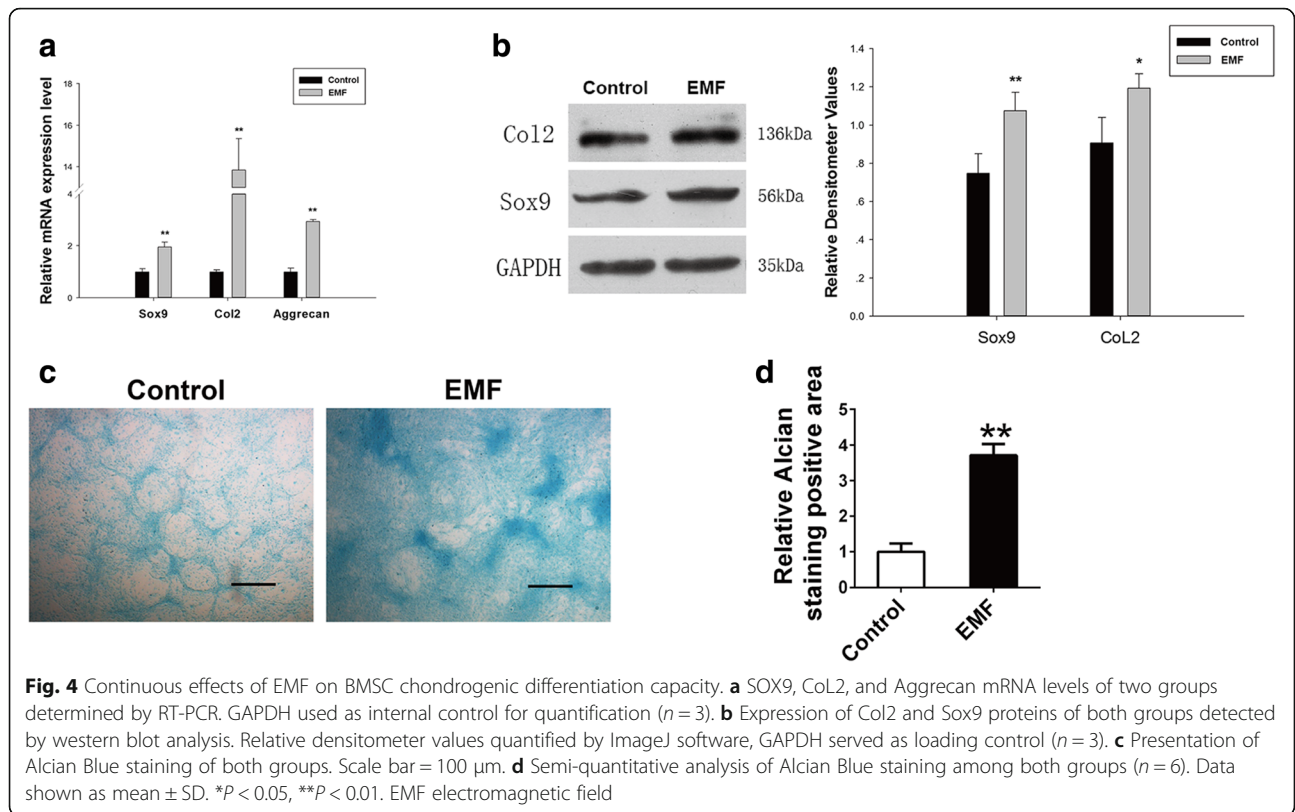 a
Control
EMF
Relative mRNA expression level
18
16
14
4
2
0
**
**
**
Sox9
Col2
Aggrecan
b
Control
EMF
Col2
136kDa
Sox9
56kDa
GAPDH
35kDa
Control
EMF
Relative Densitometer Values
1.4
1.2
1.0
.8
.6
.4
.2
0.0
**
*
Sox9
CoL2
c
Control
EMF
d
Relative Alcian
staining positive area
5
4
3
2
1
0
**
Control
EMF
Fig. 4 Continuous effects of EMF on BMSC chondrogenic differentiation capacity. a SOX9, CoL2, and Aggrecan mRNA levels of two groups
determined by RT-PCR. GAPDH used as internal control for quantification (n = 3). b Expression of Col2 and Sox9 proteins of both groups detected
by western blot analysis. Relative densitometer values quantified by ImageJ software, GAPDH served as loading control (n = 3). c Presentation of
Alcian Blue staining of both groups. Scale bar = 100 μm. d Semi-quantitative analysis of Alcian Blue staining among both groups (n = 6). Data
shown as mean ± SD. *P < 0.05, **P < 0.01. EMF electromagnetic field